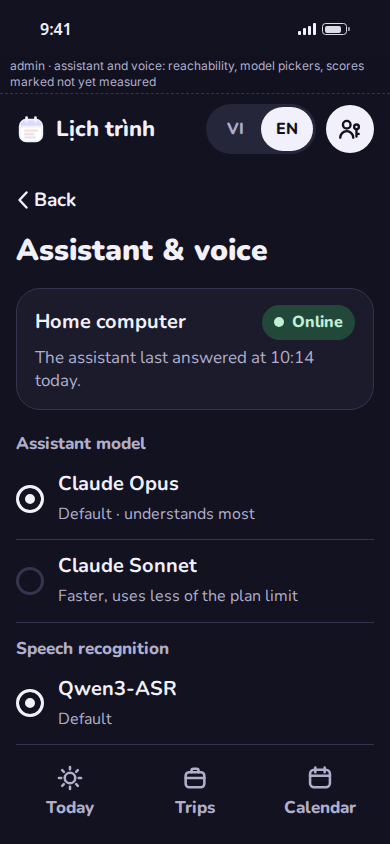 9:41
admin · assistant and voice: reachability, model pickers, scores
marked not yet measured
Lịch trình
VI
EN
Back
Assistant & voice
Home computer
Online
The assistant last answered at 10:14
today.
Assistant model
Claude Opus
Default · understands most
Claude Sonnet
Faster, uses less of the plan limit
Speech recognition
Qwen3-ASR
Default
Today
Trips
Calendar